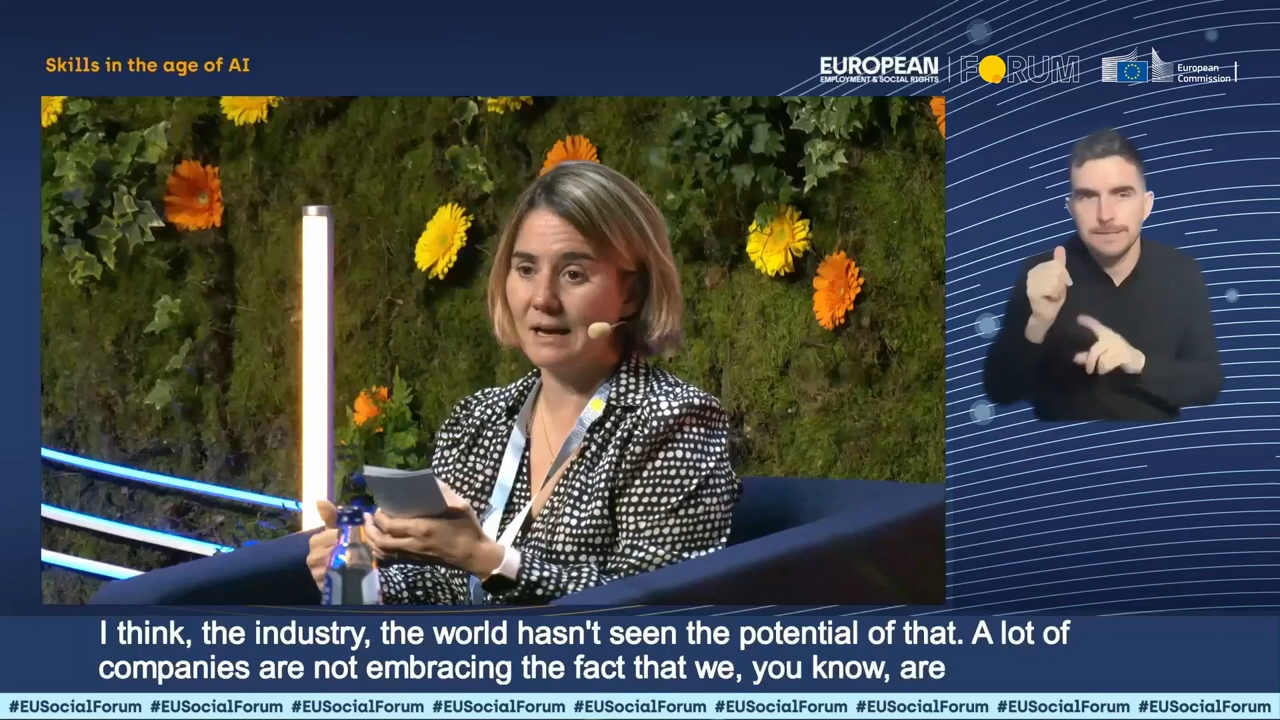 Skills in the age of AI
EUROPEAN
EMPLOYMENT & SOCIAL RIGHTS
FORUM
European
Commission
I think, the industry, the world hasn't seen the potential of that. A lot of
companies are not embracing the fact that we, you know, are
#EUSocialForum #EUSocialForum #EUSocialForum #EUSocialForum #EUSocialForum #EUSocialForum #EUSocialForum #EUSocialForum #EUSocialForum